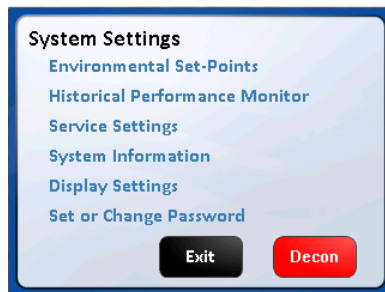 System Settings
Environmental Set-Points
Historical Performance Monitor
Service Settings
System Information
Display Settings
Set or Change Password
Exit
Decon